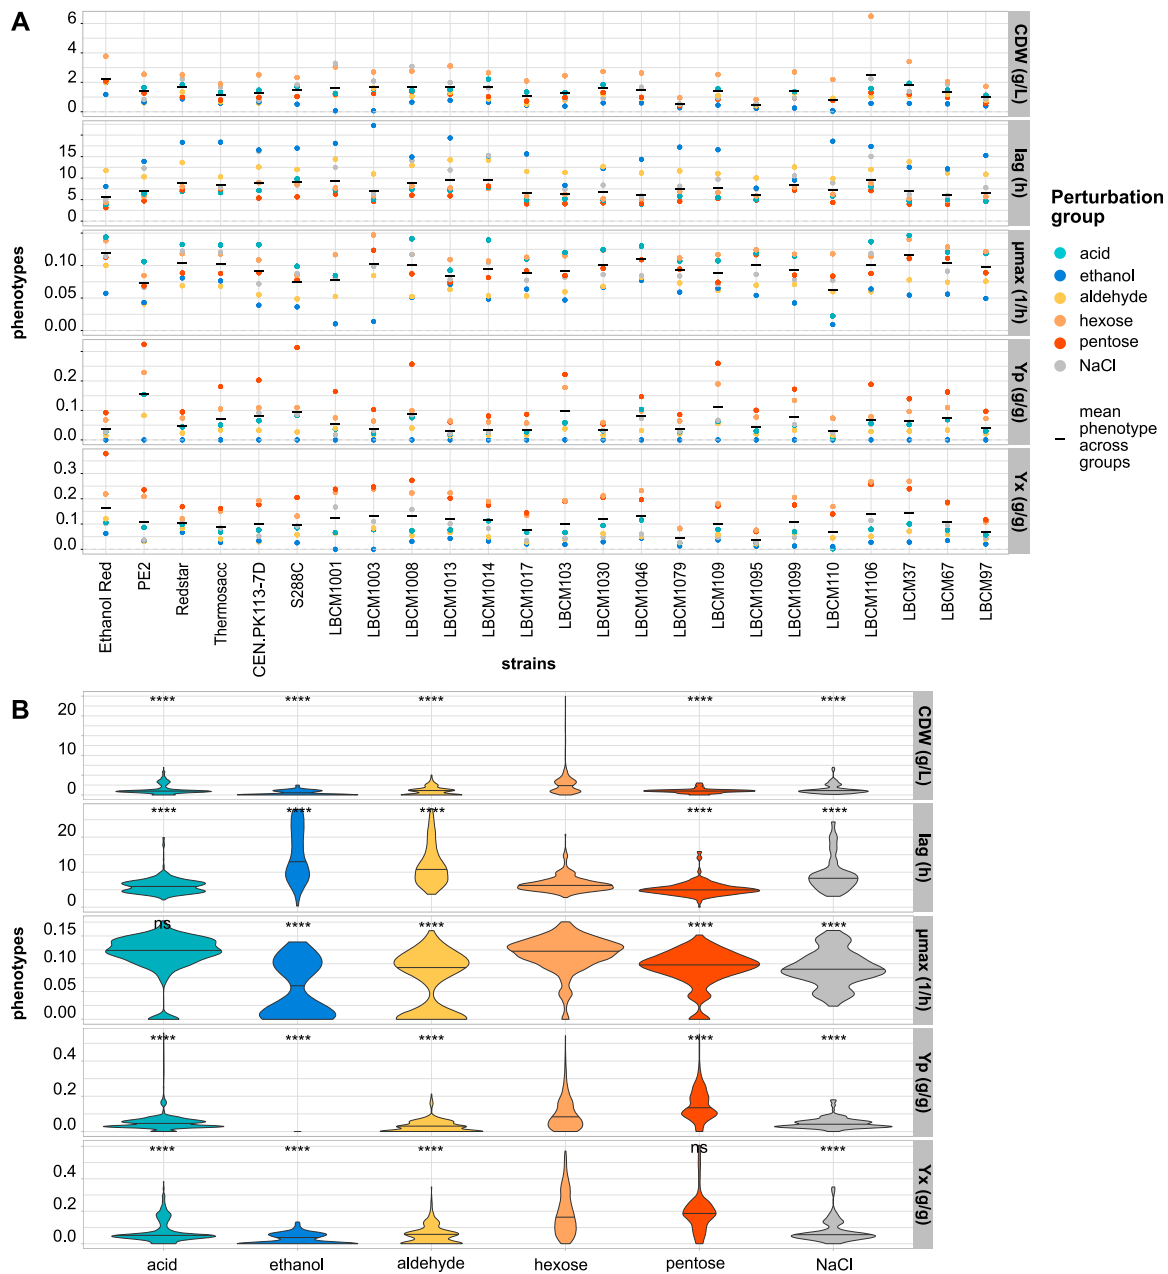 A
6
4
2
0
CDW (g/L)
15
10
5
0
lag (h)
0.10
0.05
0.00
µmax (1/h)
0.2
0.1
0.0
Yp (g/g)
0.3
0.2
0.1
0.0
Yx (g/g)
phenotypes
Ethanol Red
PE2
Redstar
Thermosacc
CEN.PK113-7D
S288C
LBCM1001
LBCM1003
LBCM1008
LBCM1013
LBCM1014
LBCM1017
LBCM103
LBCM1030
LBCM1046
LBCM1079
LBCM109
LBCM1095
LBCM1099
LBCM110
LBCM1106
LBCM37
LBCM67
LBCM97
strains
Perturbation
group
acid
ethanol
aldehyde
hexose
pentose
NaCl
mean
phenotype
across
groups
B
20
10
0
**** **** **** **** ****
CDW (g/L)
20
10
0
**** **** **** **** ****
lag (h)
0.15
0.10
0.05
0.00
ns **** **** **** ****
µmax (1/h)
0.4
0.2
0.0
**** **** **** **** ****
Yp (g/g)
0.4
0.2
0.0
**** **** **** ns ****
Yx (g/g)
phenotypes
acid ethanol aldehyde hexose pentose NaCl